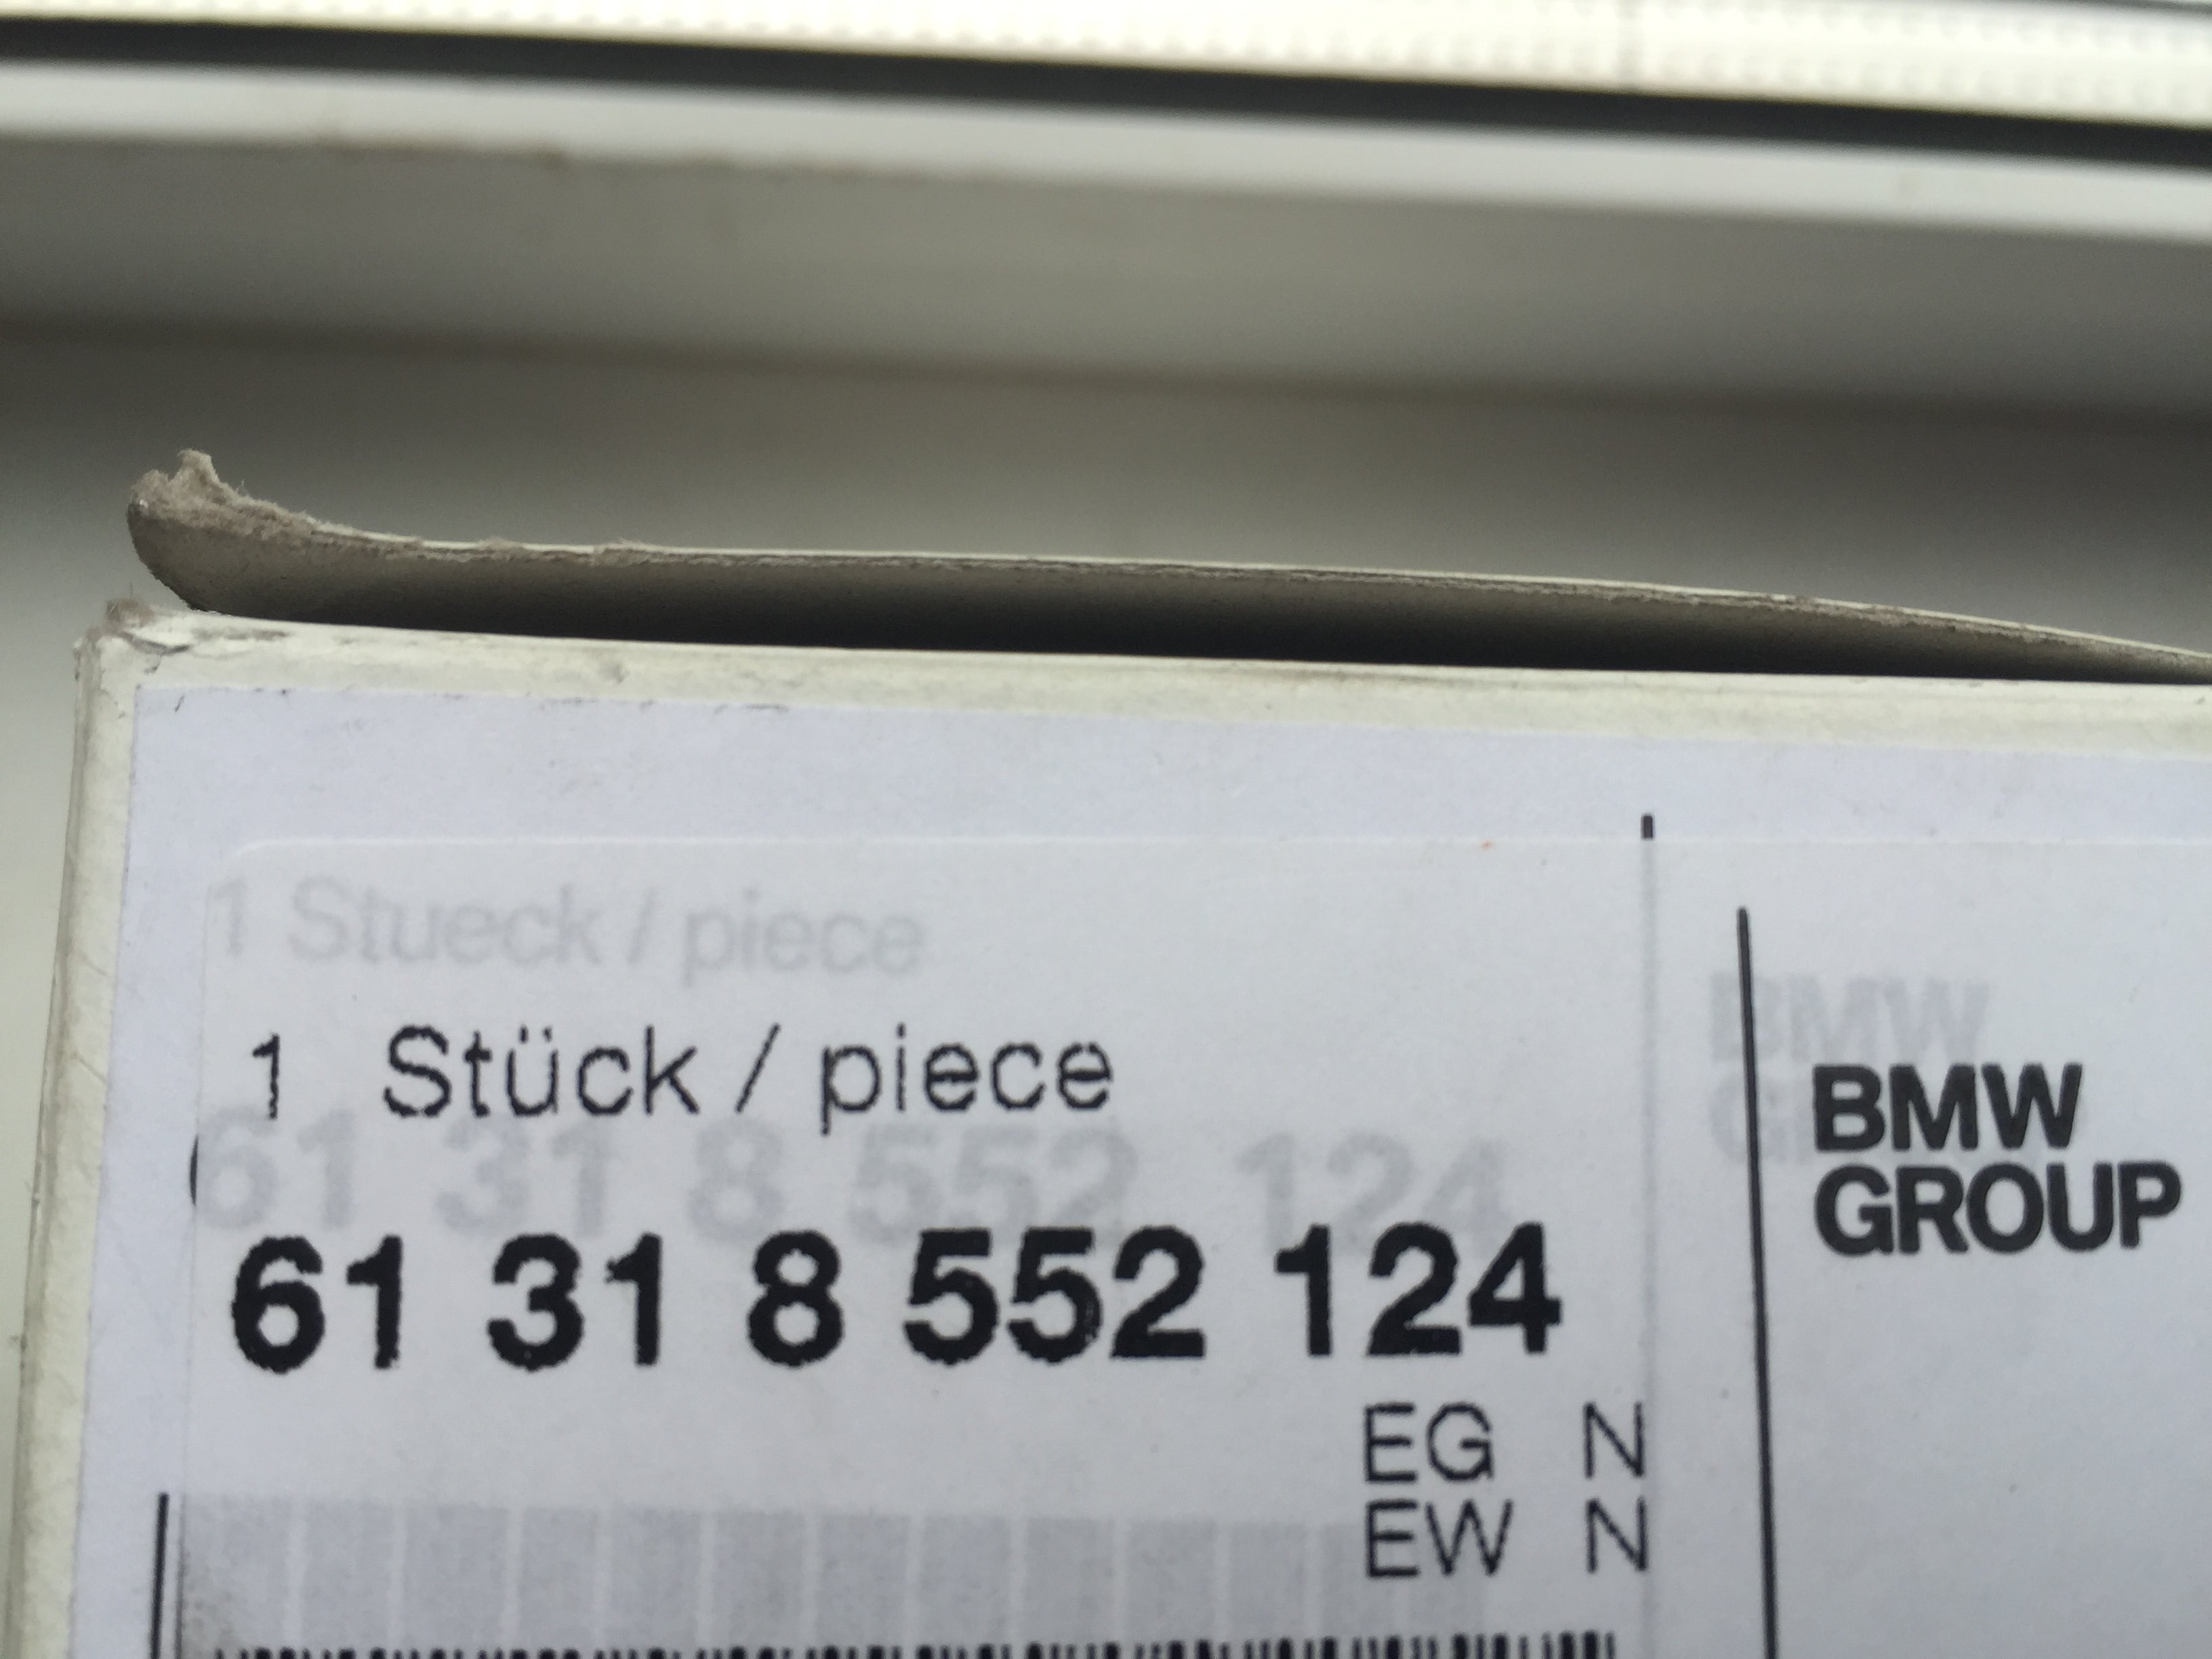 1 Stueck / piece
1 Stück / piece
61 31 8 552 124
61 31 8 552 124
EG N
EW N
BMW
BMW
GROUP